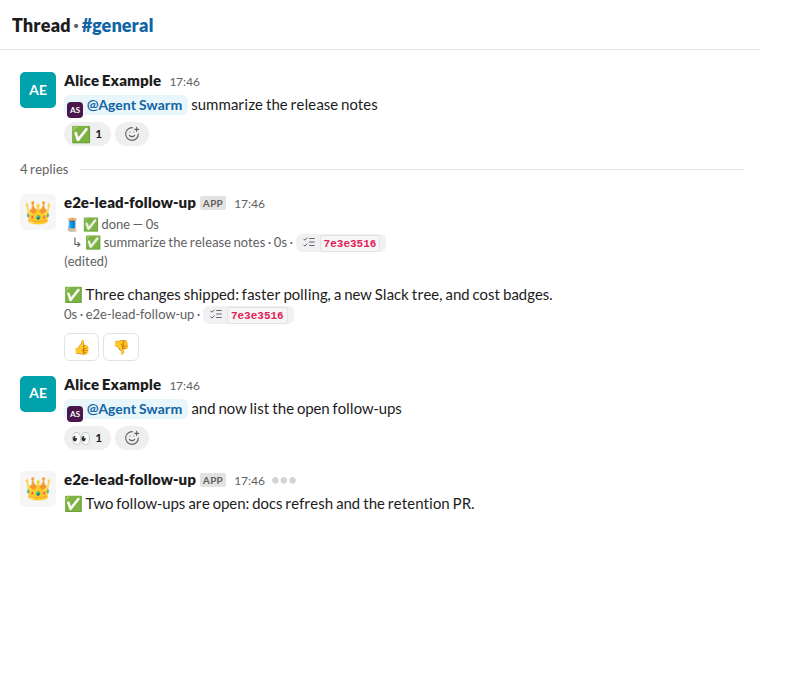 Thread • #general
AE
Alice Example 17:46
AS @Agent Swarm summarize the release notes
✅ 1
4 replies
e2e-lead-follow-up APP 17:46
🧵 ✅ done — 0s
↳ ✅ summarize the release notes · 0s · 7e3e3516
(edited)
✅ Three changes shipped: faster polling, a new Slack tree, and cost badges.
0s · e2e-lead-follow-up · 7e3e3516
👍 👎
AE
Alice Example 17:46
AS @Agent Swarm and now list the open follow-ups
👀 1
e2e-lead-follow-up APP 17:46
✅ Two follow-ups are open: docs refresh and the retention PR.